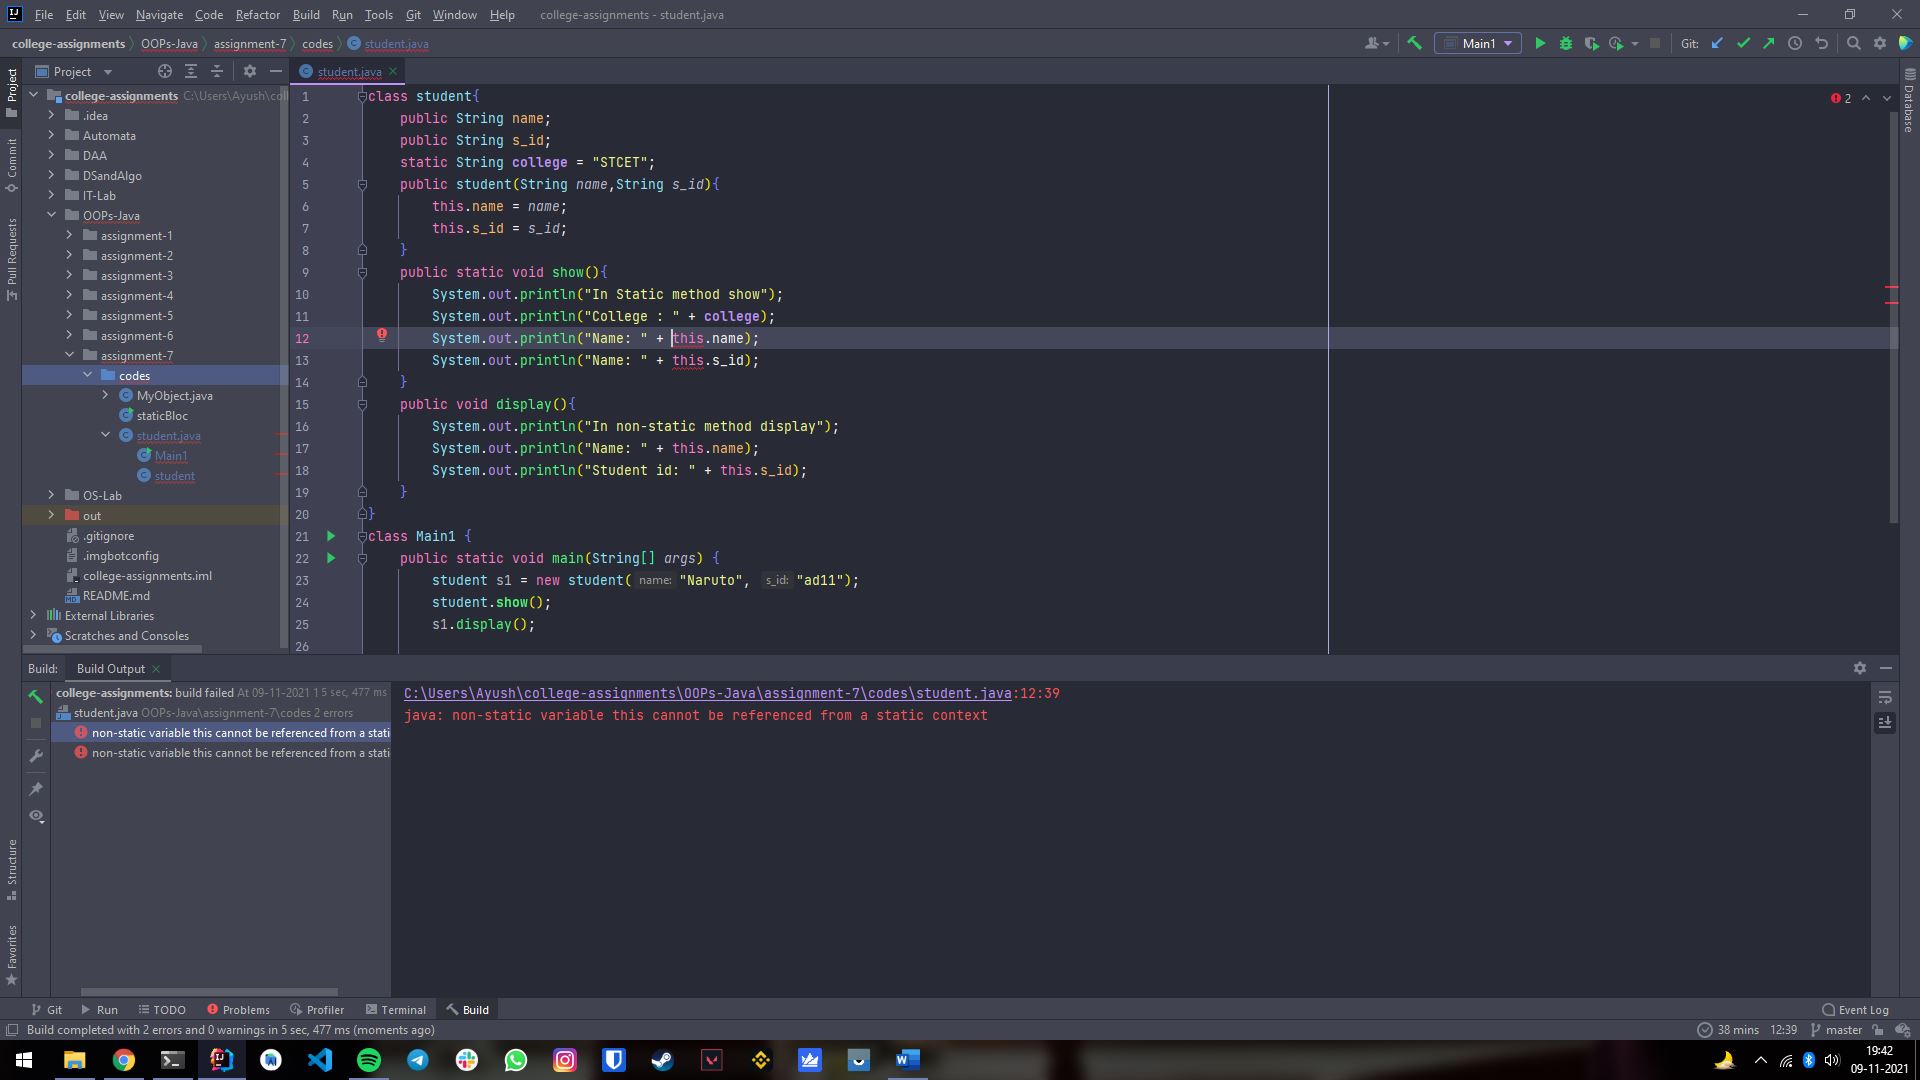 File Edit View Navigate Code Refactor Build Run Tools Git Window Help college-assignments - student.java
college-assignments OOPs-Java assignment-7 codes student.java
Main1
Git:
Project
student.java
college-assignments C:\Users\Ayush\coll
.idea
Automata
DAA
DSandAlgo
IT-Lab
OOPs-Java
assignment-1
assignment-2
assignment-3
assignment-4
assignment-5
assignment-6
assignment-7
codes
MyObject.java
staticBloc
student.java
Main1
student
OS-Lab
out
.gitignore
.imgbotconfig
college-assignments.iml
README.md
External Libraries
Scratches and Consoles
Project
Commit
Pull Requests
Structure
Favorites
1 class student{
2 public String name;
3 public String s_id;
4 static String college = "STCET";
5 public student(String name,String s_id){
6 this.name = name;
7 this.s_id = s_id;
8 }
9 public static void show(){
10 System.out.println("In Static method show");
11 System.out.println("College : " + college);
12 System.out.println("Name: " + this.name);
13 System.out.println("Name: " + this.s_id);
14 }
15 public void display(){
16 System.out.println("In non-static method display");
17 System.out.println("Name: " + this.name);
18 System.out.println("Student id: " + this.s_id);
19 }
20 }
21 class Main1 {
22 public static void main(String[] args) {
23 student s1 = new student( name: "Naruto", s_id: "ad11");
24 student.show();
25 s1.display();
26
2
Database
Build: Build Output
college-assignments: build failed At 09-11-2021 1 5 sec, 477 ms
student.java OOPs-Java\assignment-7\codes 2 errors
non-static variable this cannot be referenced from a stati
non-static variable this cannot be referenced from a stati
C:\Users\Ayush\college-assignments\OOPs-Java\assignment-7\codes\student.java:12:39
java: non-static variable this cannot be referenced from a static context
Git Run TODO Problems Profiler Terminal Build Event Log
Build completed with 2 errors and 0 warnings in 5 sec, 477 ms (moments ago) 38 mins 12:39 master
19:42
09-11-2021